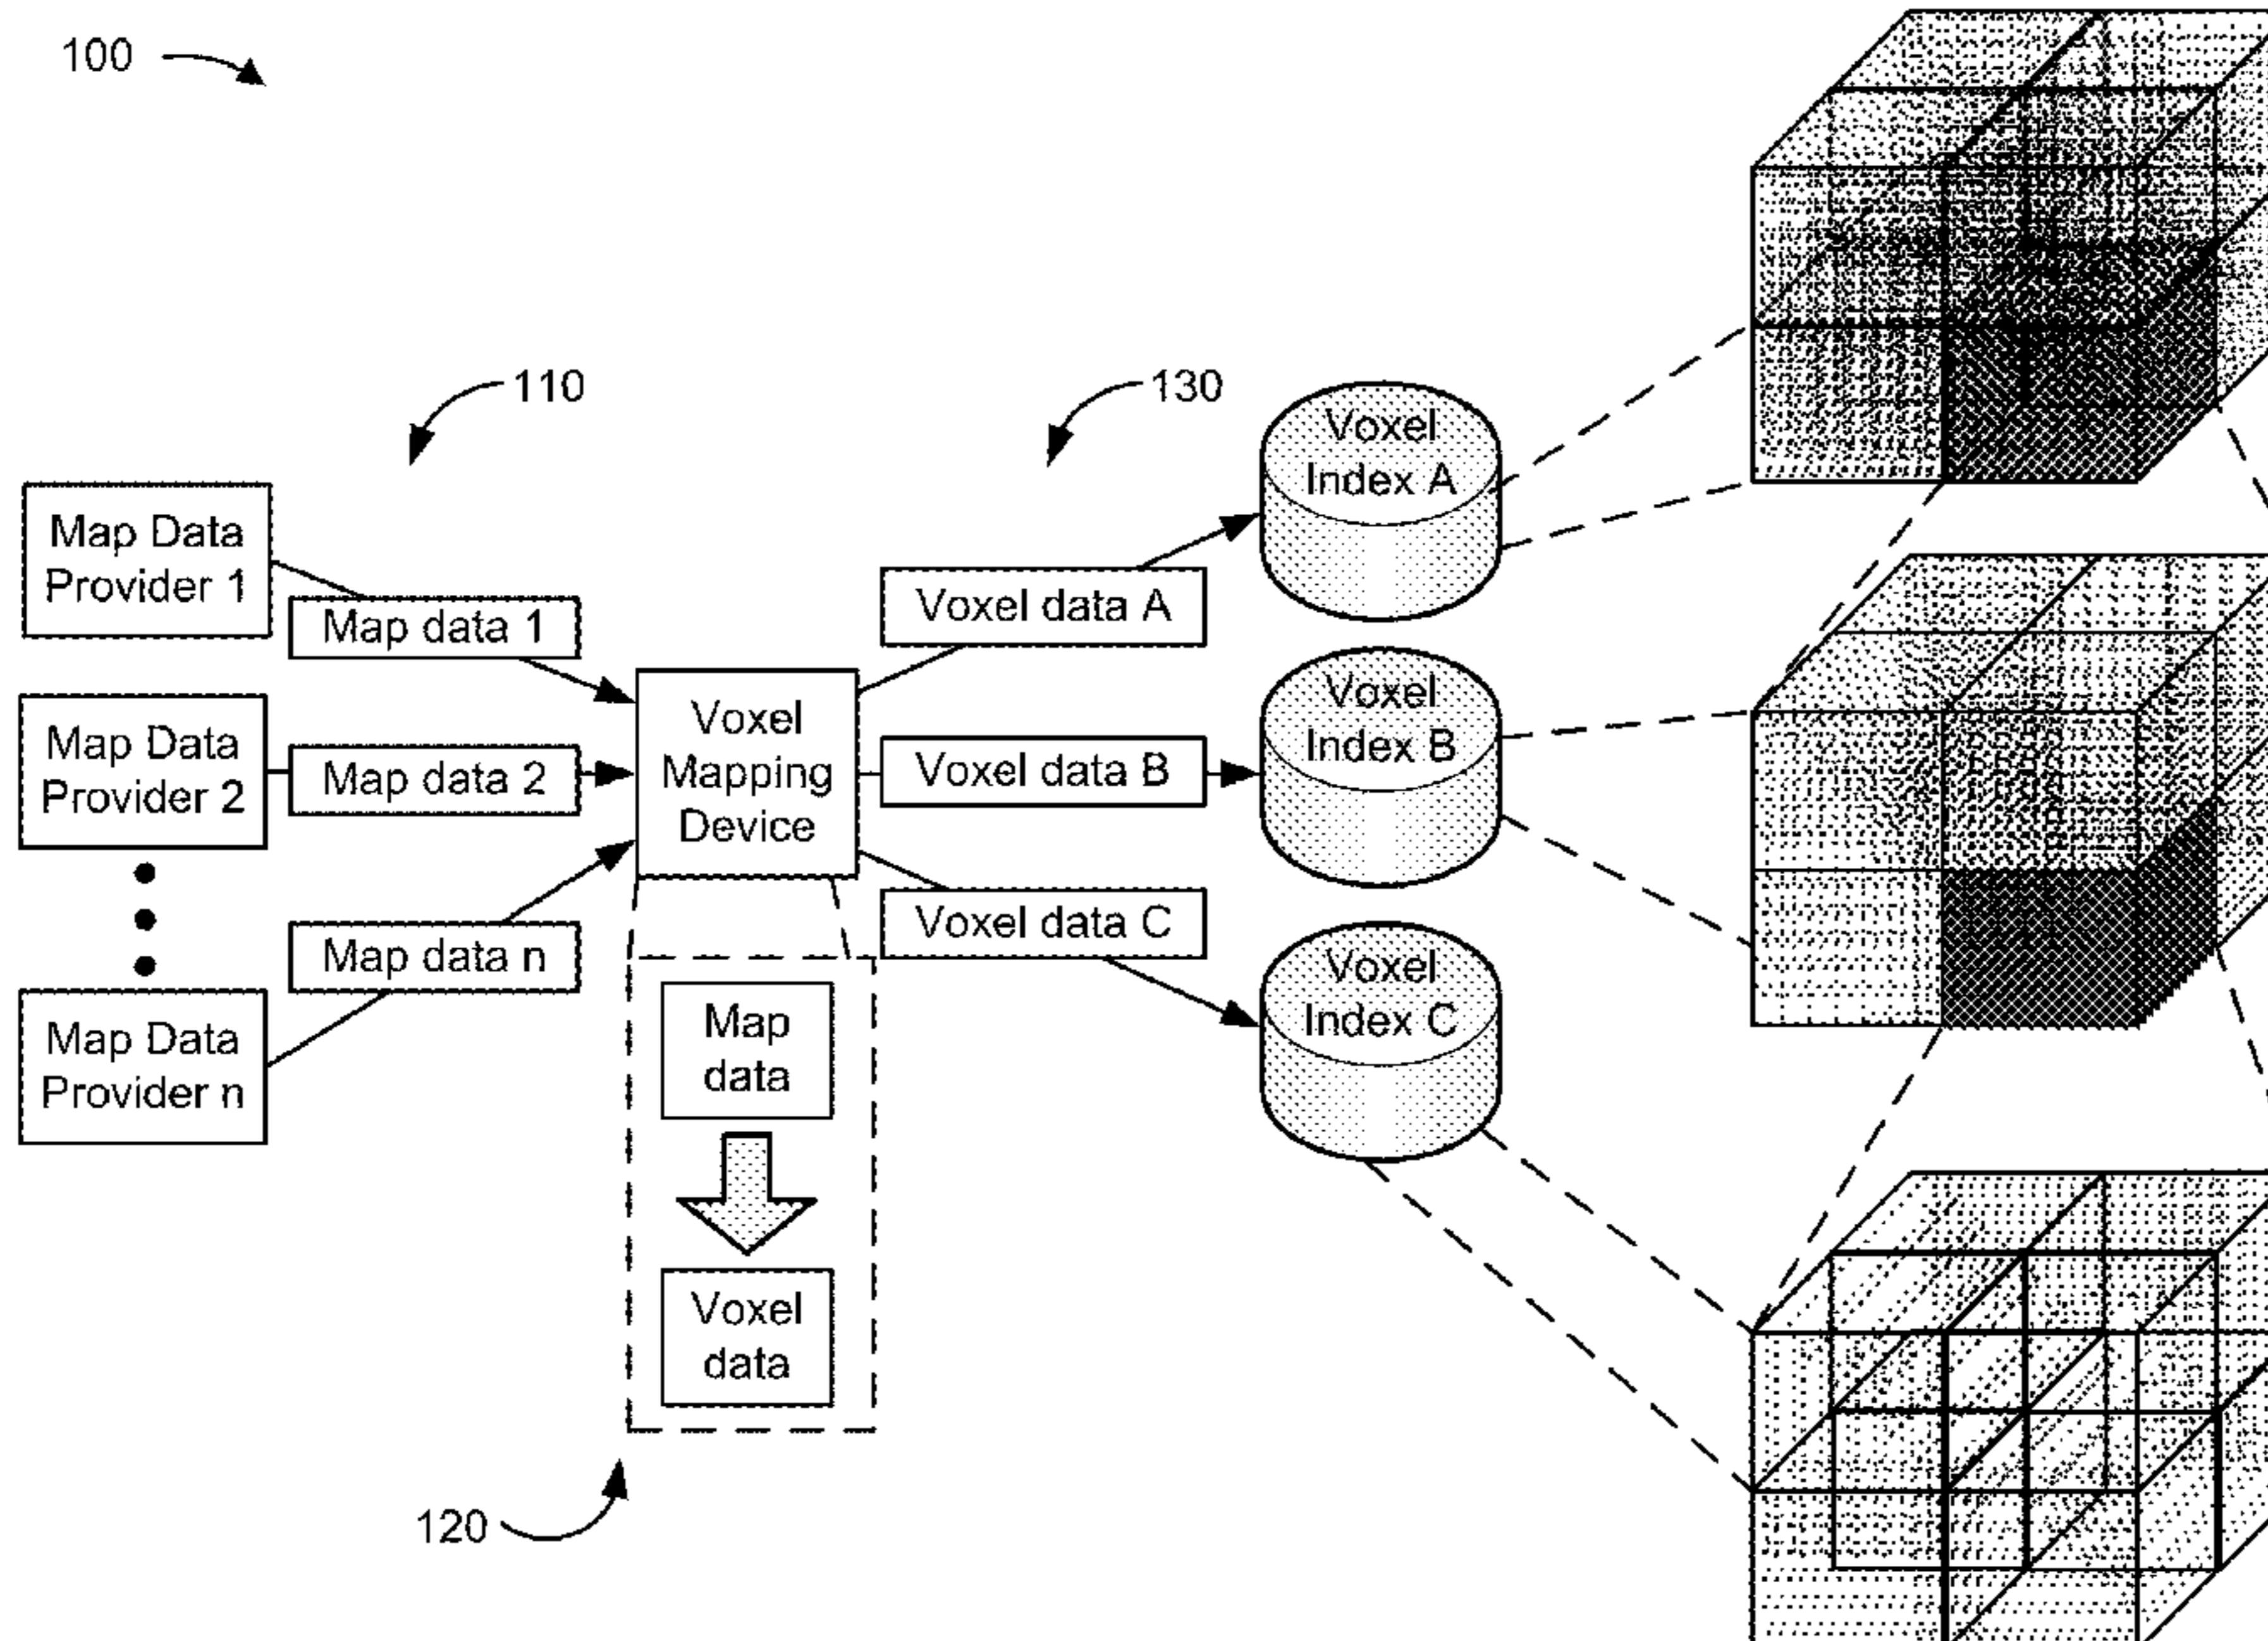 100
110
130
Map Data
Provider 1
Map data 1
Map Data
Provider 2
Map data 2
Map Data
Provider n
Map data n
Voxel
Mapping
Device
Map
data
Voxel
data
120
Voxel data A
Voxel data B
Voxel data C
Voxel
Index A
Voxel
Index B
Voxel
Index C